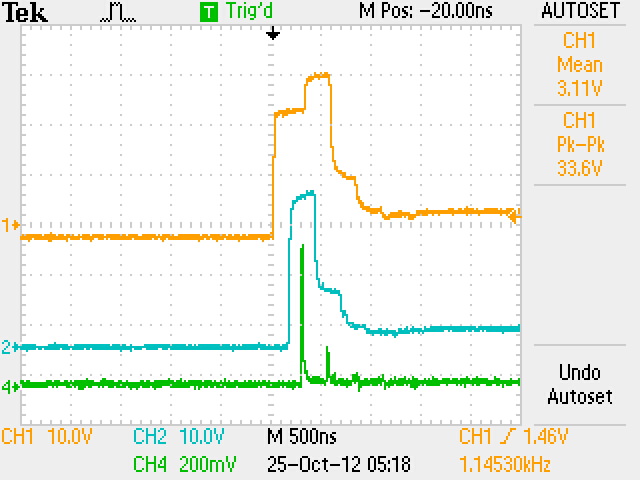 Tek T Trig'd M Pos: -20.00ns AUTOSET
CH1
Mean
3.11V
CH1
Pk-Pk
33.6V
1
2
4
Undo
Autoset
CH1 10.0V CH2 10.0V M 500ns CH1 1.46V
CH4 200mV 25-Oct-12 05:18 1.14530kHz